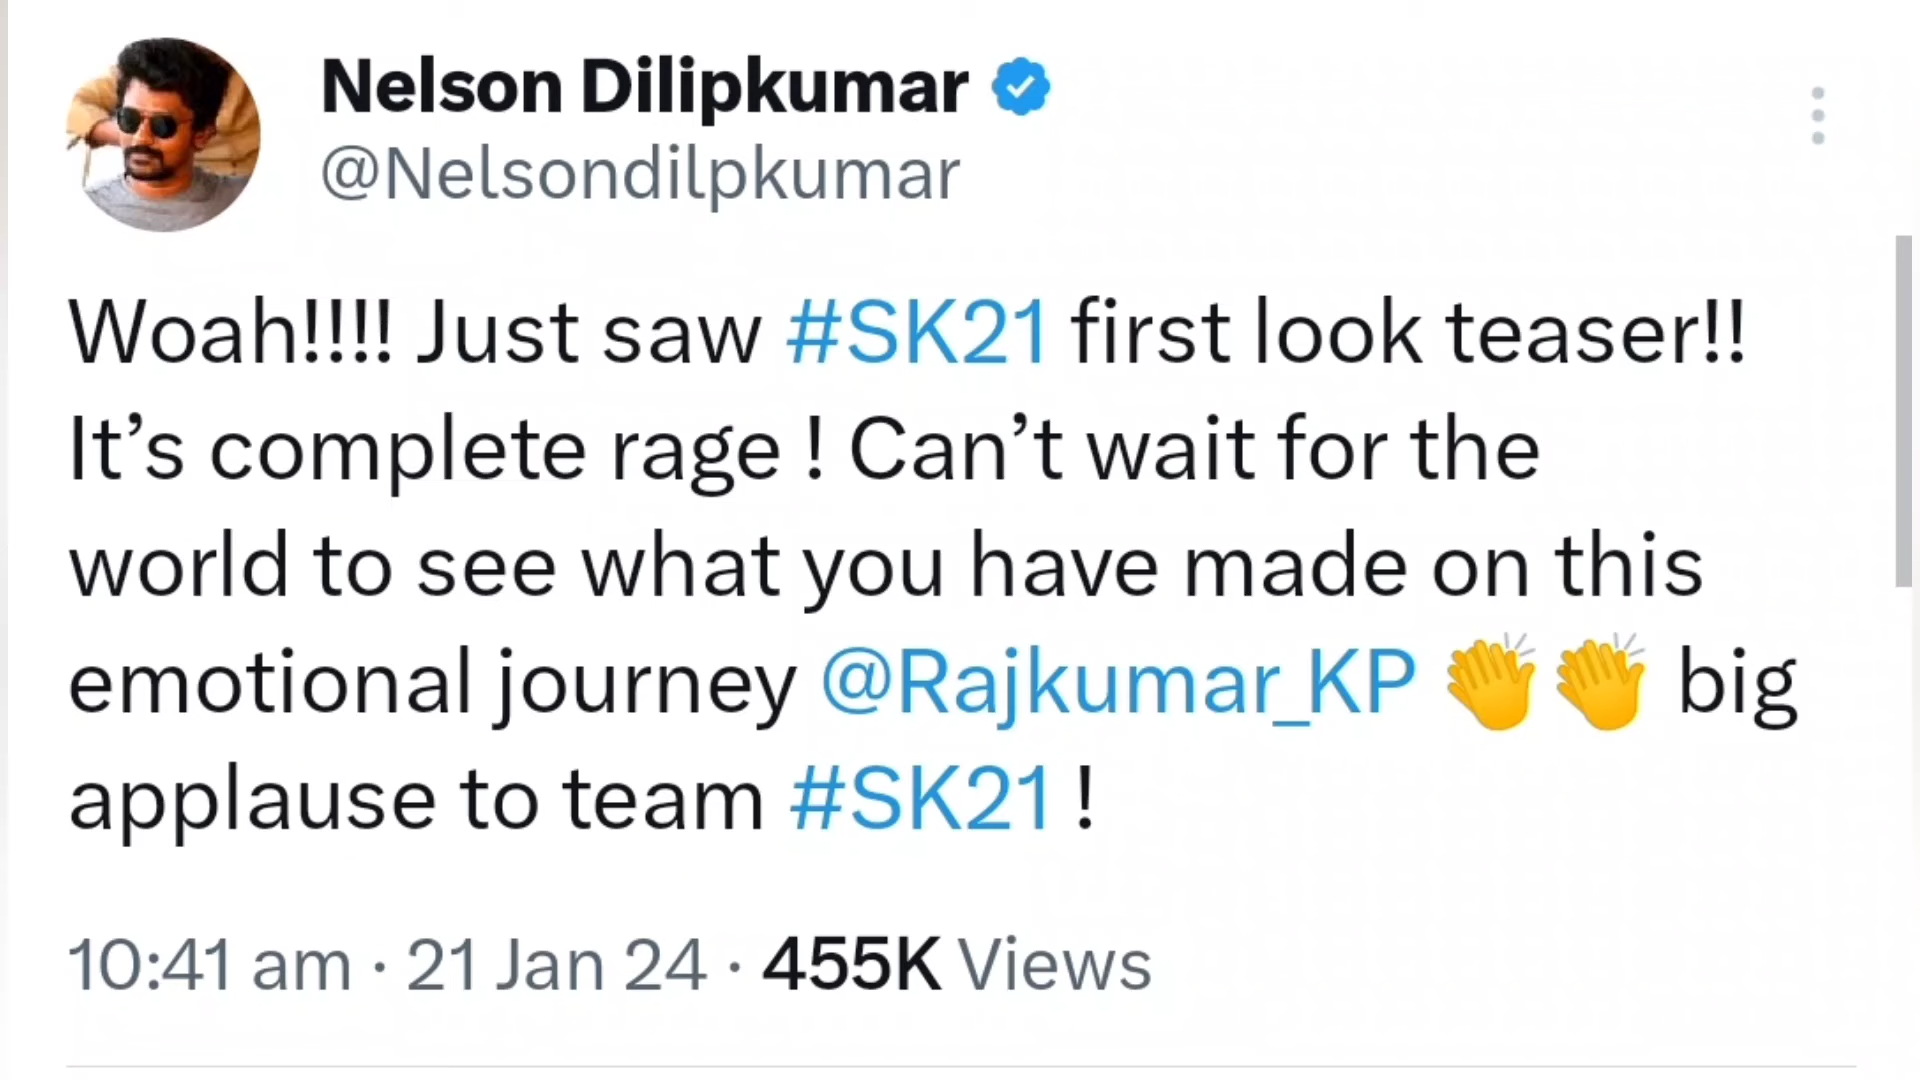 Nelson Dilipkumar
@Nelsondilpkumar
Woah!!!! Just saw #SK21 first look teaser!!
It’s complete rage ! Can’t wait for the
world to see what you have made on this
emotional journey @Rajkumar_KP 👏👏 big
applause to team #SK21 !
10:41 am · 21 Jan 24 · 455K Views